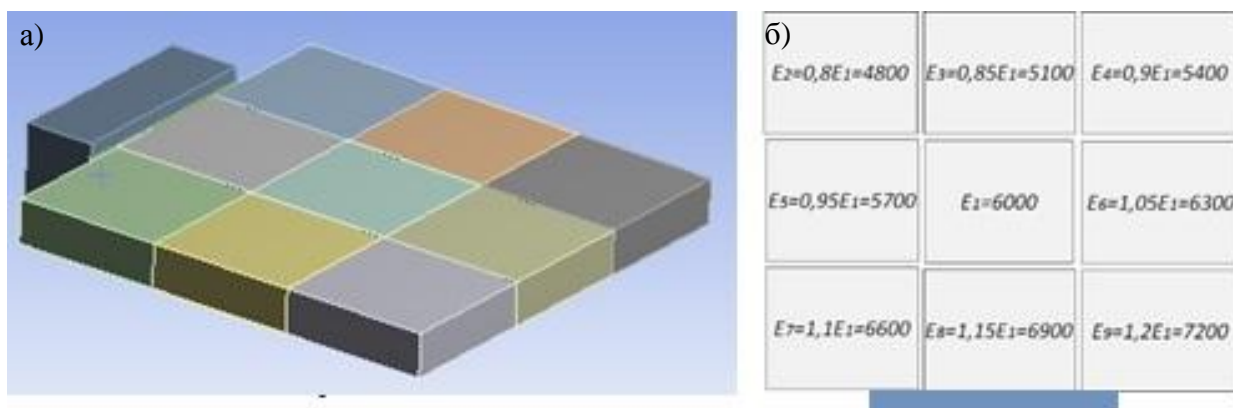 а)
б)
E₂=0,8E₁=4800
E₃=0,85E₁=5100
E₄=0,9E₁=5400
E₅=0,95E₁=5700
E₁=6000
E₆=1,05E₁=6300
E₇=1,1E₁=6600
E₈=1,15E₁=6900
E₉=1,2E₁=7200